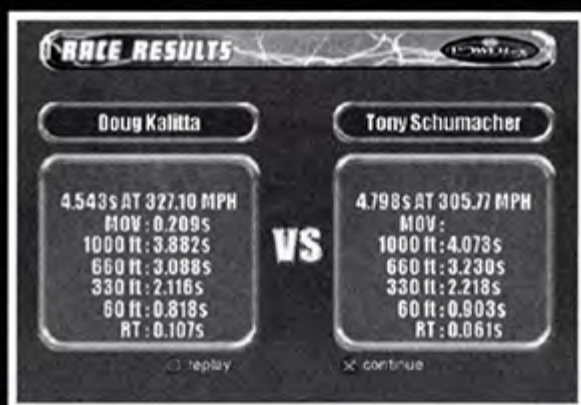 RACE RESULTS
POWERade
Doug Kalitta
4.543s AT 327.10 MPH
MOV : 0.209s
1000 ft : 3.882s
660 ft : 3.088s
330 ft : 2.116s
60 ft : 0.818s
RT : 0.107s
VS
Tony Schumacher
4.798s AT 305.77 MPH
MOV :
1000 ft : 4.073s
660 ft : 3.230s
330 ft : 2.218s
60 ft : 0.903s
RT : 0.061s
replay
continue